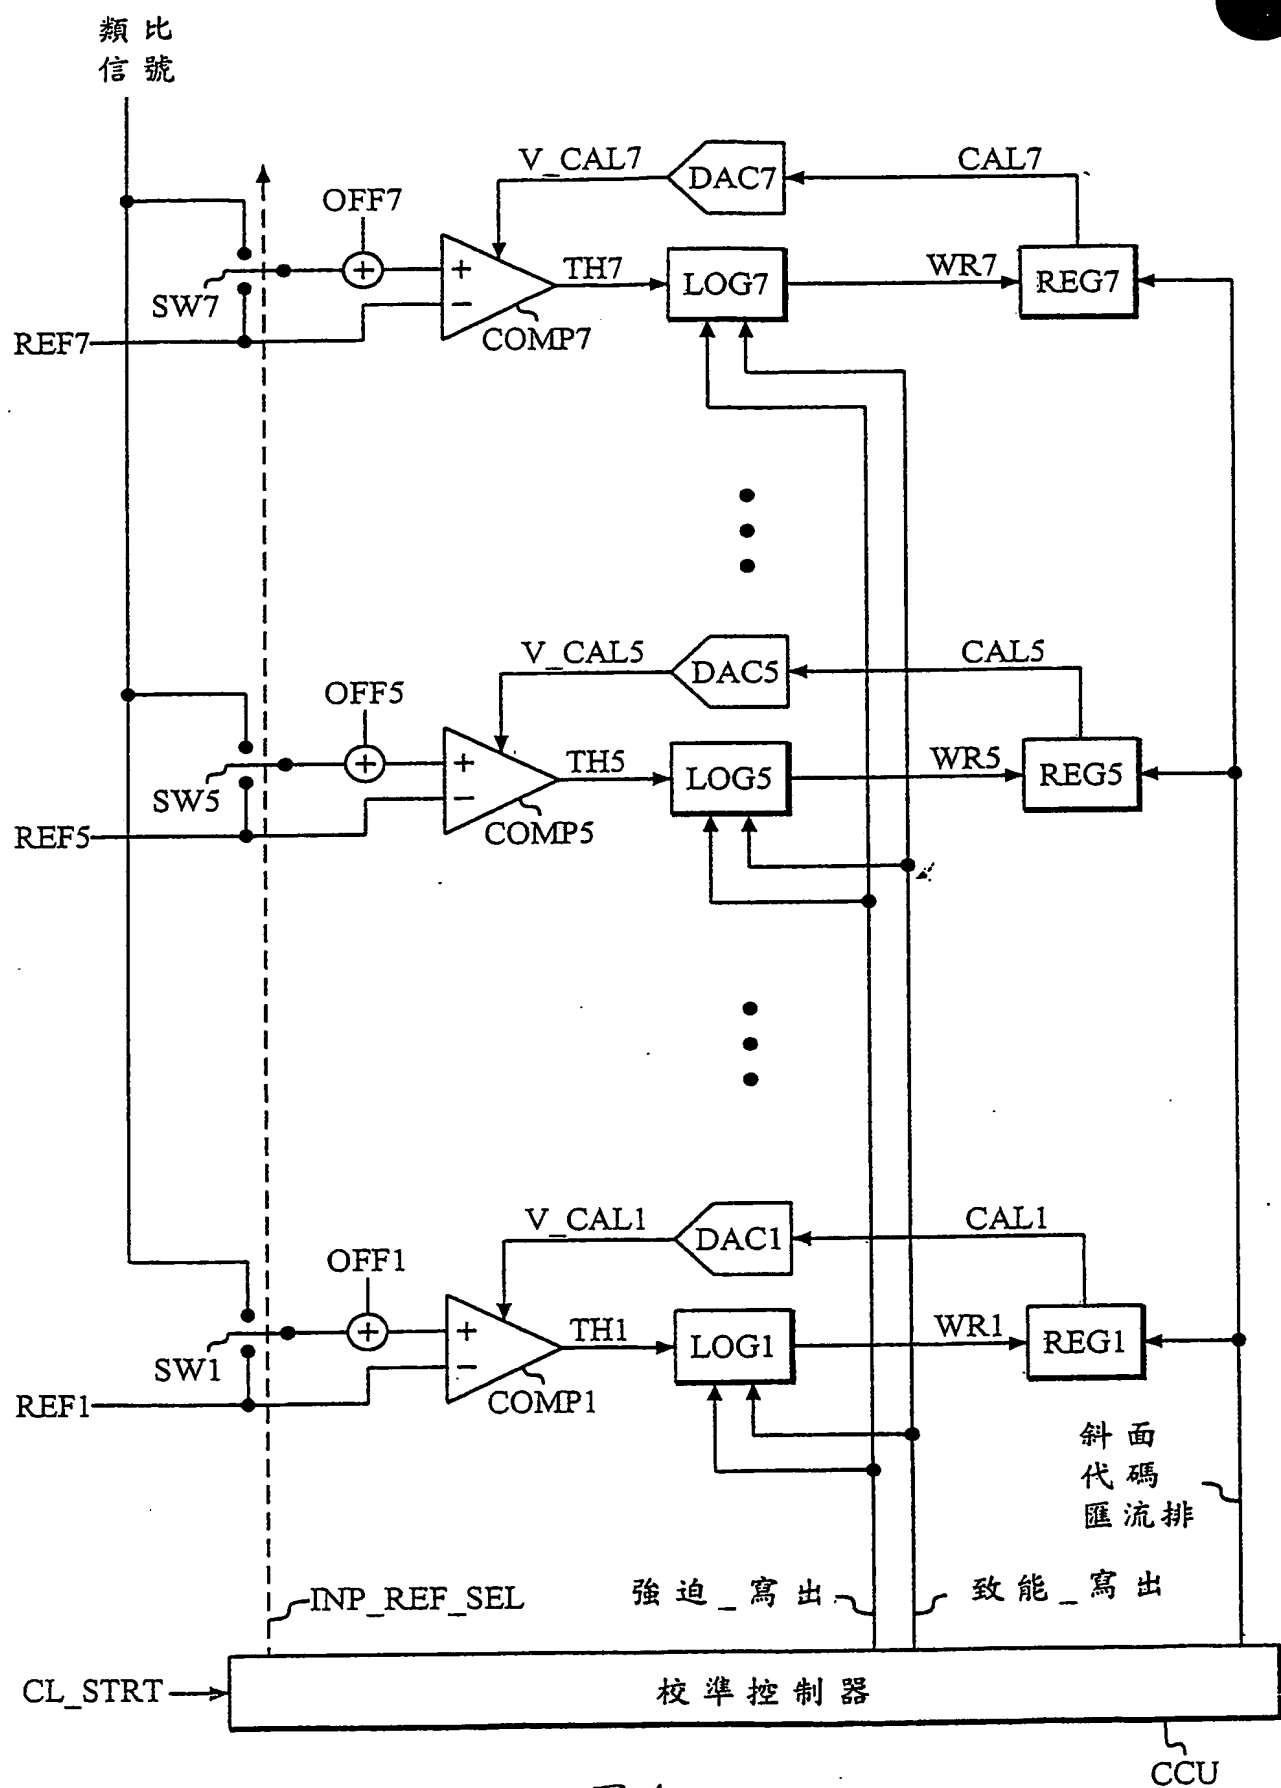 類比
信號
V_CAL7
DAC7
CAL7
OFF7
+
+
−
TH7
LOG7
WR7
REG7
SW7
COMP7
REF7
V_CAL5
DAC5
CAL5
OFF5
+
+
−
TH5
LOG5
WR5
REG5
SW5
COMP5
REF5
V_CAL1
DAC1
CAL1
OFF1
+
+
−
TH1
LOG1
WR1
REG1
SW1
COMP1
REF1
斜面
代碼
匯流排
INP_REF_SEL
強迫_寫出
致能_寫出
CL_STRT
校準控制器
CCU